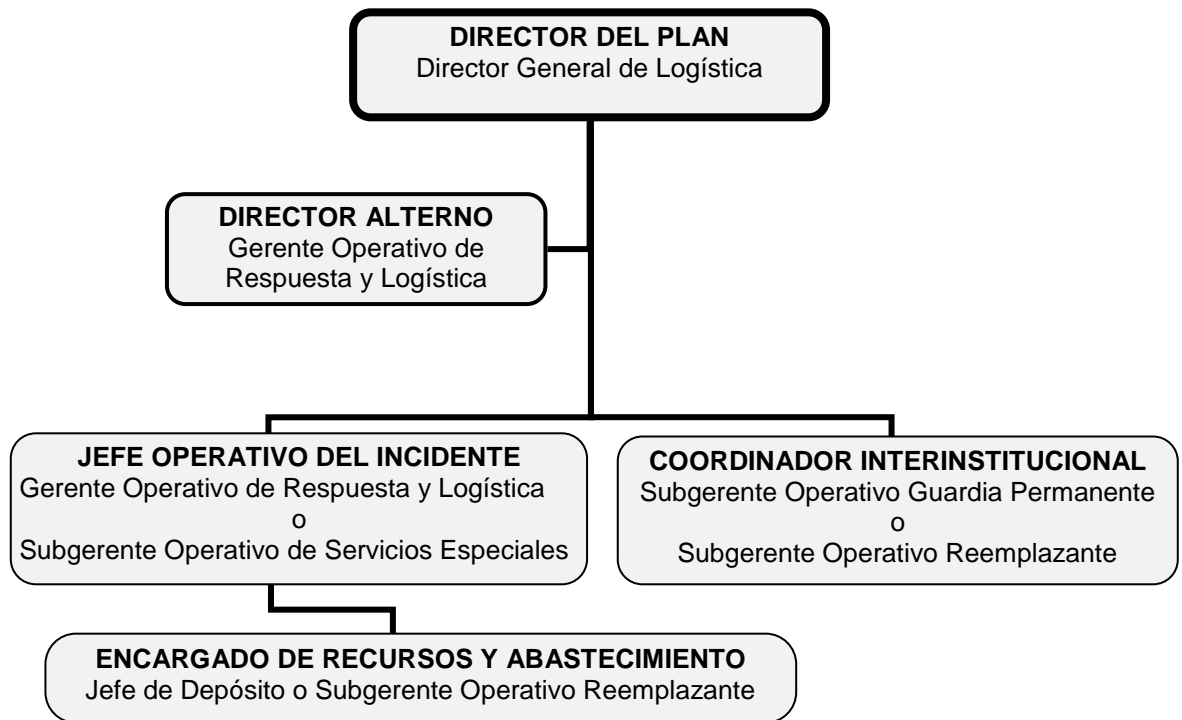 DIRECTOR DEL PLAN
Director General de Logística
DIRECTOR ALTERNO
Gerente Operativo de
Respuesta y Logística
JEFE OPERATIVO DEL INCIDENTE
Gerente Operativo de Respuesta y Logística
o
Subgerente Operativo de Servicios Especiales
COORDINADOR INTERINSTITUCIONAL
Subgerente Operativo Guardia Permanente
o
Subgerente Operativo Reemplazante
ENCARGADO DE RECURSOS Y ABASTECIMIENTO
Jefe de Depósito o Subgerente Operativo Reemplazante